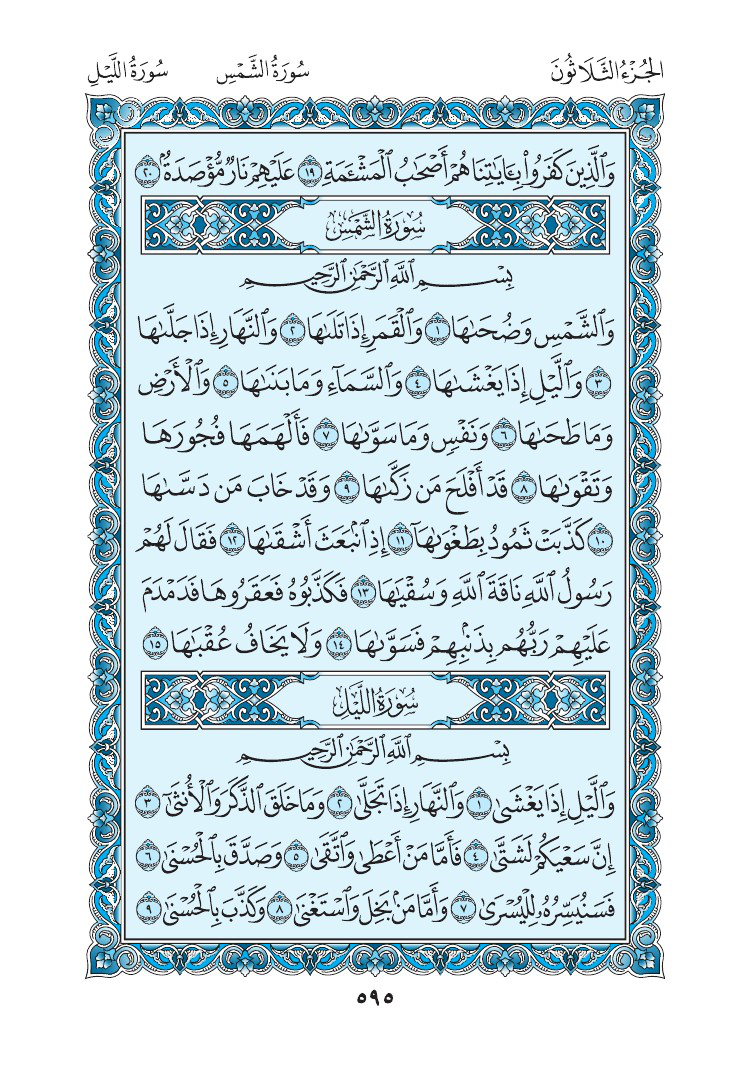 الجُزْءُ الثَّلَاثُونَ سُورَةُ الشَّمْسِ سُورَةُ اللَّيْلِ
وَٱلَّذِينَ كَفَرُواْ بِـَٔايَٰتِنَا هُمْ أَصْحَٰبُ ٱلْمَشْـَٔمَةِ ١٩ عَلَيْهِمْ نَارٌ مُّؤْصَدَةٌۢ ٢٠
سُورَةُ الشَّمْسِ
بِسْمِ ٱللَّهِ ٱلرَّحْمَٰنِ ٱلرَّحِيمِ
وَٱلشَّمْسِ وَضُحَىٰهَا ١ وَٱلْقَمَرِ إِذَا تَلَىٰهَا ٢ وَٱلنَّهَارِ إِذَا جَلَّىٰهَا
٣ وَٱلَّيْلِ إِذَا يَغْشَىٰهَا ٤ وَٱلسَّمَآءِ وَمَا بَنَىٰهَا ٥ وَٱلْأَرْضِ
وَمَا طَحَىٰهَا ٦ وَنَفْسٍ وَمَا سَوَّىٰهَا ٧ فَأَلْهَمَهَا فُجُورَهَا
وَتَقْوَىٰهَا ٨ قَدْ أَفْلَحَ مَن زَكَّىٰهَا ٩ وَقَدْ خَابَ مَن دَسَّىٰهَا
١٠ كَذَّبَتْ ثَمُودُ بِطَغْوَىٰهَآ ١١ إِذِ ٱنۢبَعَثَ أَشْقَىٰهَا ١٢ فَقَالَ لَهُمْ
رَسُولُ ٱللَّهِ نَاقَةَ ٱللَّهِ وَسُقْيَٰهَا ١٣ فَكَذَّبُوهُ فَعَقَرُوهَا فَدَمْدَمَ
عَلَيْهِمْ رَبُّهُم بِذَنۢبِهِمْ فَسَوَّىٰهَا ١٤ وَلَا يَخَافُ عُقْبَٰهَا ١٥
سُورَةُ اللَّيْلِ
بِسْمِ ٱللَّهِ ٱلرَّحْمَٰنِ ٱلرَّحِيمِ
وَٱلَّيْلِ إِذَا يَغْشَىٰ ١ وَٱلنَّهَارِ إِذَا تَجَلَّىٰ ٢ وَمَا خَلَقَ ٱلذَّكَرَ وَٱلْأُنثَىٰٓ ٣
إِنَّ سَعْيَكُمْ لَشَتَّىٰ ٤ فَأَمَّا مَنْ أَعْطَىٰ وَٱتَّقَىٰ ٥ وَصَدَّقَ بِٱلْحُسْنَىٰ ٦
فَسَنُيَسِّرُهُۥ لِلْيُسْرَىٰ ٧ وَأَمَّا مَنۢ بَخِلَ وَٱسْتَغْنَىٰ ٨ وَكَذَّبَ بِٱلْحُسْنَىٰ ٩
٥٩٥